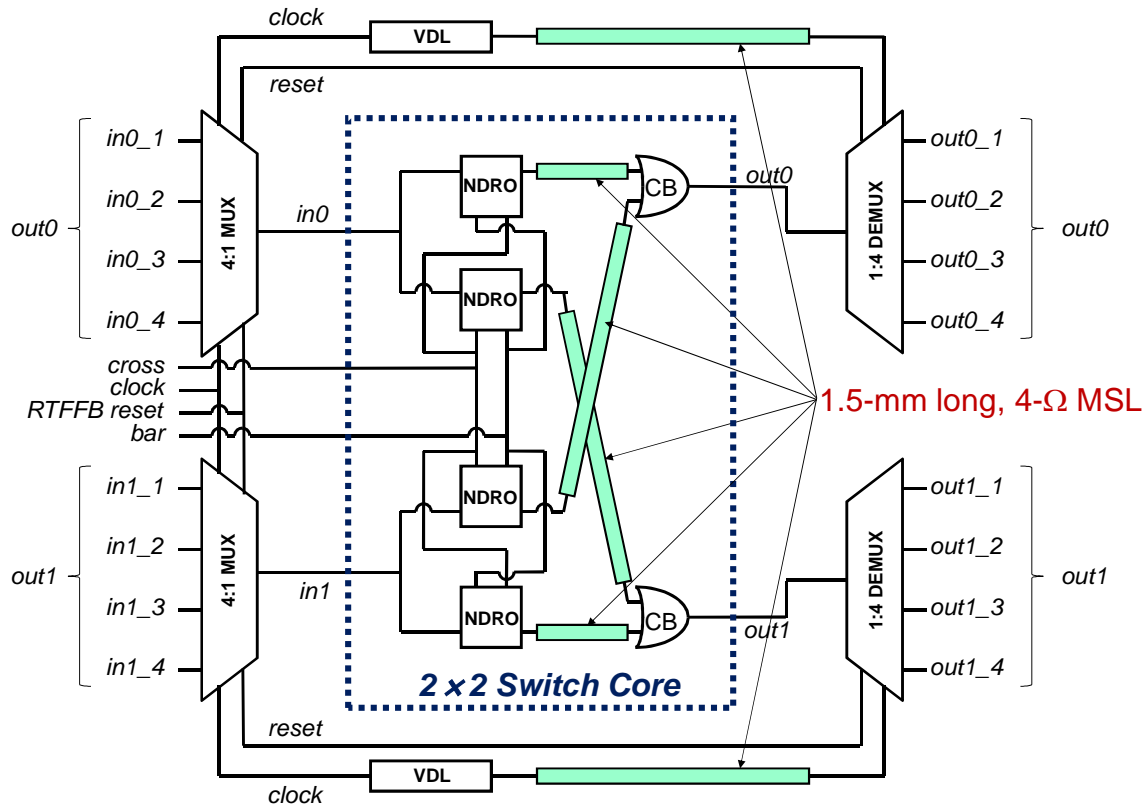 clock
VDL
reset
in0_1
in0_2
in0_3
in0_4
out0
4:1 MUX
in0
NDRO
NDRO
CB
out0
1:4 DEMUX
out0_1
out0_2
out0_3
out0_4
out0
cross
clock
RTFFB reset
bar
1.5-mm long, 4-Ω MSL
in1_1
in1_2
in1_3
in1_4
out1
4:1 MUX
in1
NDRO
NDRO
CB
out1
1:4 DEMUX
out1_1
out1_2
out1_3
out1_4
out1
2 × 2 Switch Core
reset
VDL
clock